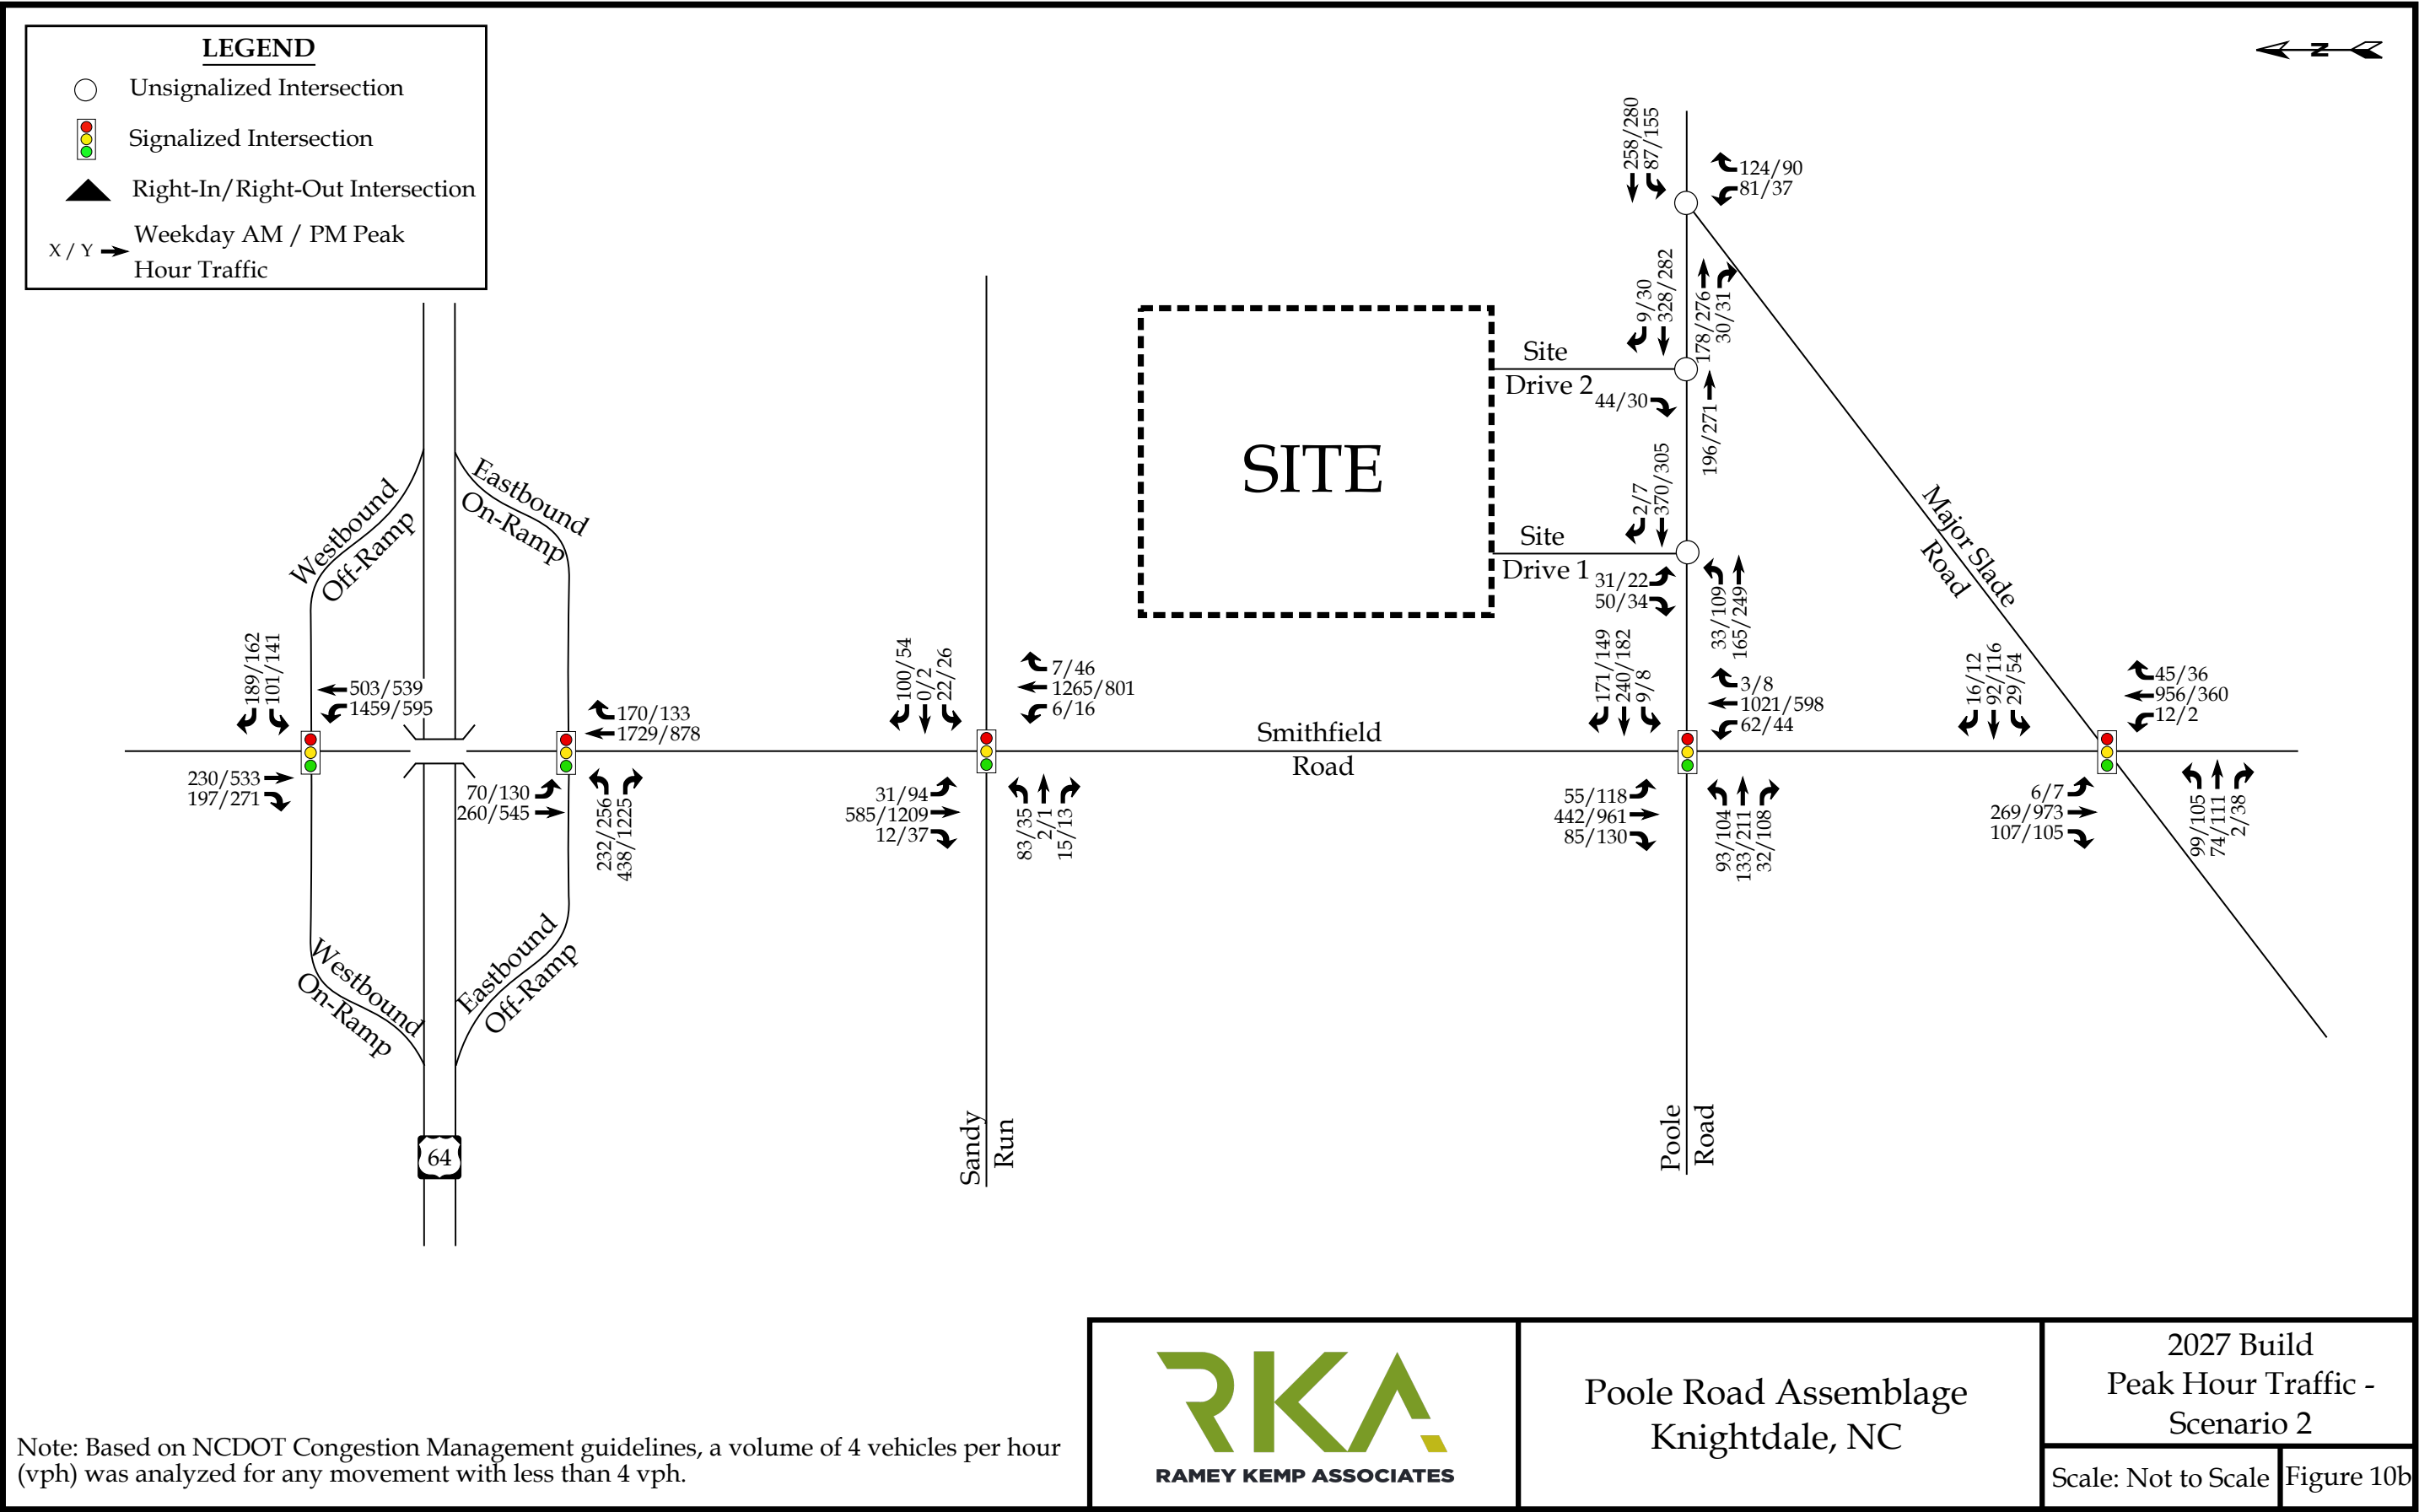 LEGEND
Unsignalized Intersection
Signalized Intersection
Right-In/Right-Out Intersection
X / Y
Weekday AM / PM Peak
Hour Traffic
N
258/280
87/155
124/90
81/37
9/30
328/282
178/276
30/31
Site
Drive 2
44/30
196/271
SITE
2/7
370/305
Site
Drive 1
31/22
50/34
33/109
165/249
Major Slade
Road
Westbound
Off-Ramp
Eastbound
On-Ramp
189/162
101/141
503/539
1459/595
230/533
197/271
170/133
1729/878
70/130
260/545
232/256
438/1225
100/54
0/2
22/26
7/46
1265/801
6/16
31/94
585/1209
12/37
83/35
2/1
15/13
Smithfield
Road
171/149
240/182
9/8
3/8
1021/598
62/44
55/118
442/961
85/130
93/104
133/211
32/108
16/12
92/116
29/54
45/36
956/360
12/2
6/7
269/973
107/105
99/105
74/111
2/38
Westbound
On-Ramp
Eastbound
Off-Ramp
64
Sandy
Run
Poole
Road
Note: Based on NCDOT Congestion Management guidelines, a volume of 4 vehicles per hour
(vph) was analyzed for any movement with less than 4 vph.
RKA
RAMEY KEMP ASSOCIATES
Poole Road Assemblage
Knightdale, NC
2027 Build
Peak Hour Traffic -
Scenario 2
Scale: Not to Scale
Figure 10b